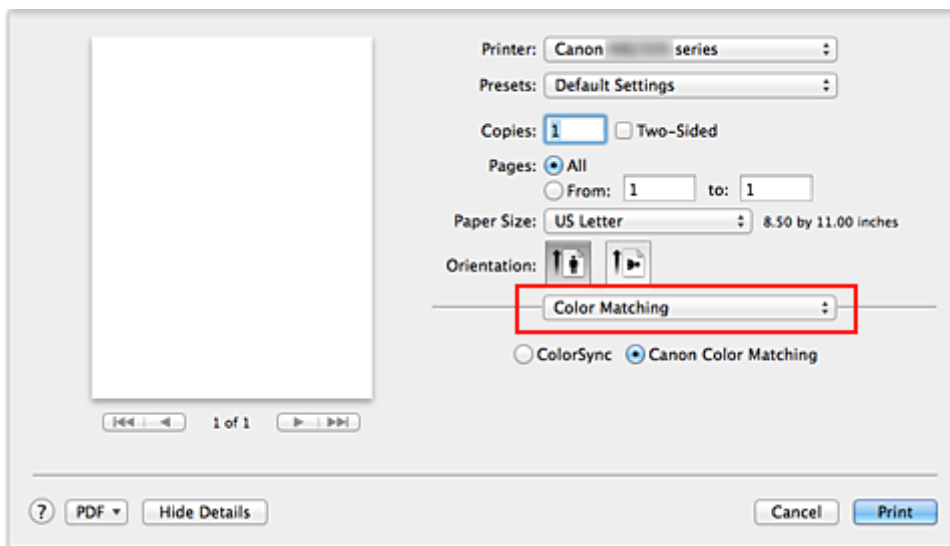 Printer: Canon series
Presets: Default Settings
Copies: 1 Two-Sided
Pages: All
From: 1 to: 1
Paper Size: US Letter 8.50 by 11.00 inches
Orientation:
Color Matching
ColorSync Canon Color Matching
1 of 1
? PDF Hide Details Cancel Print